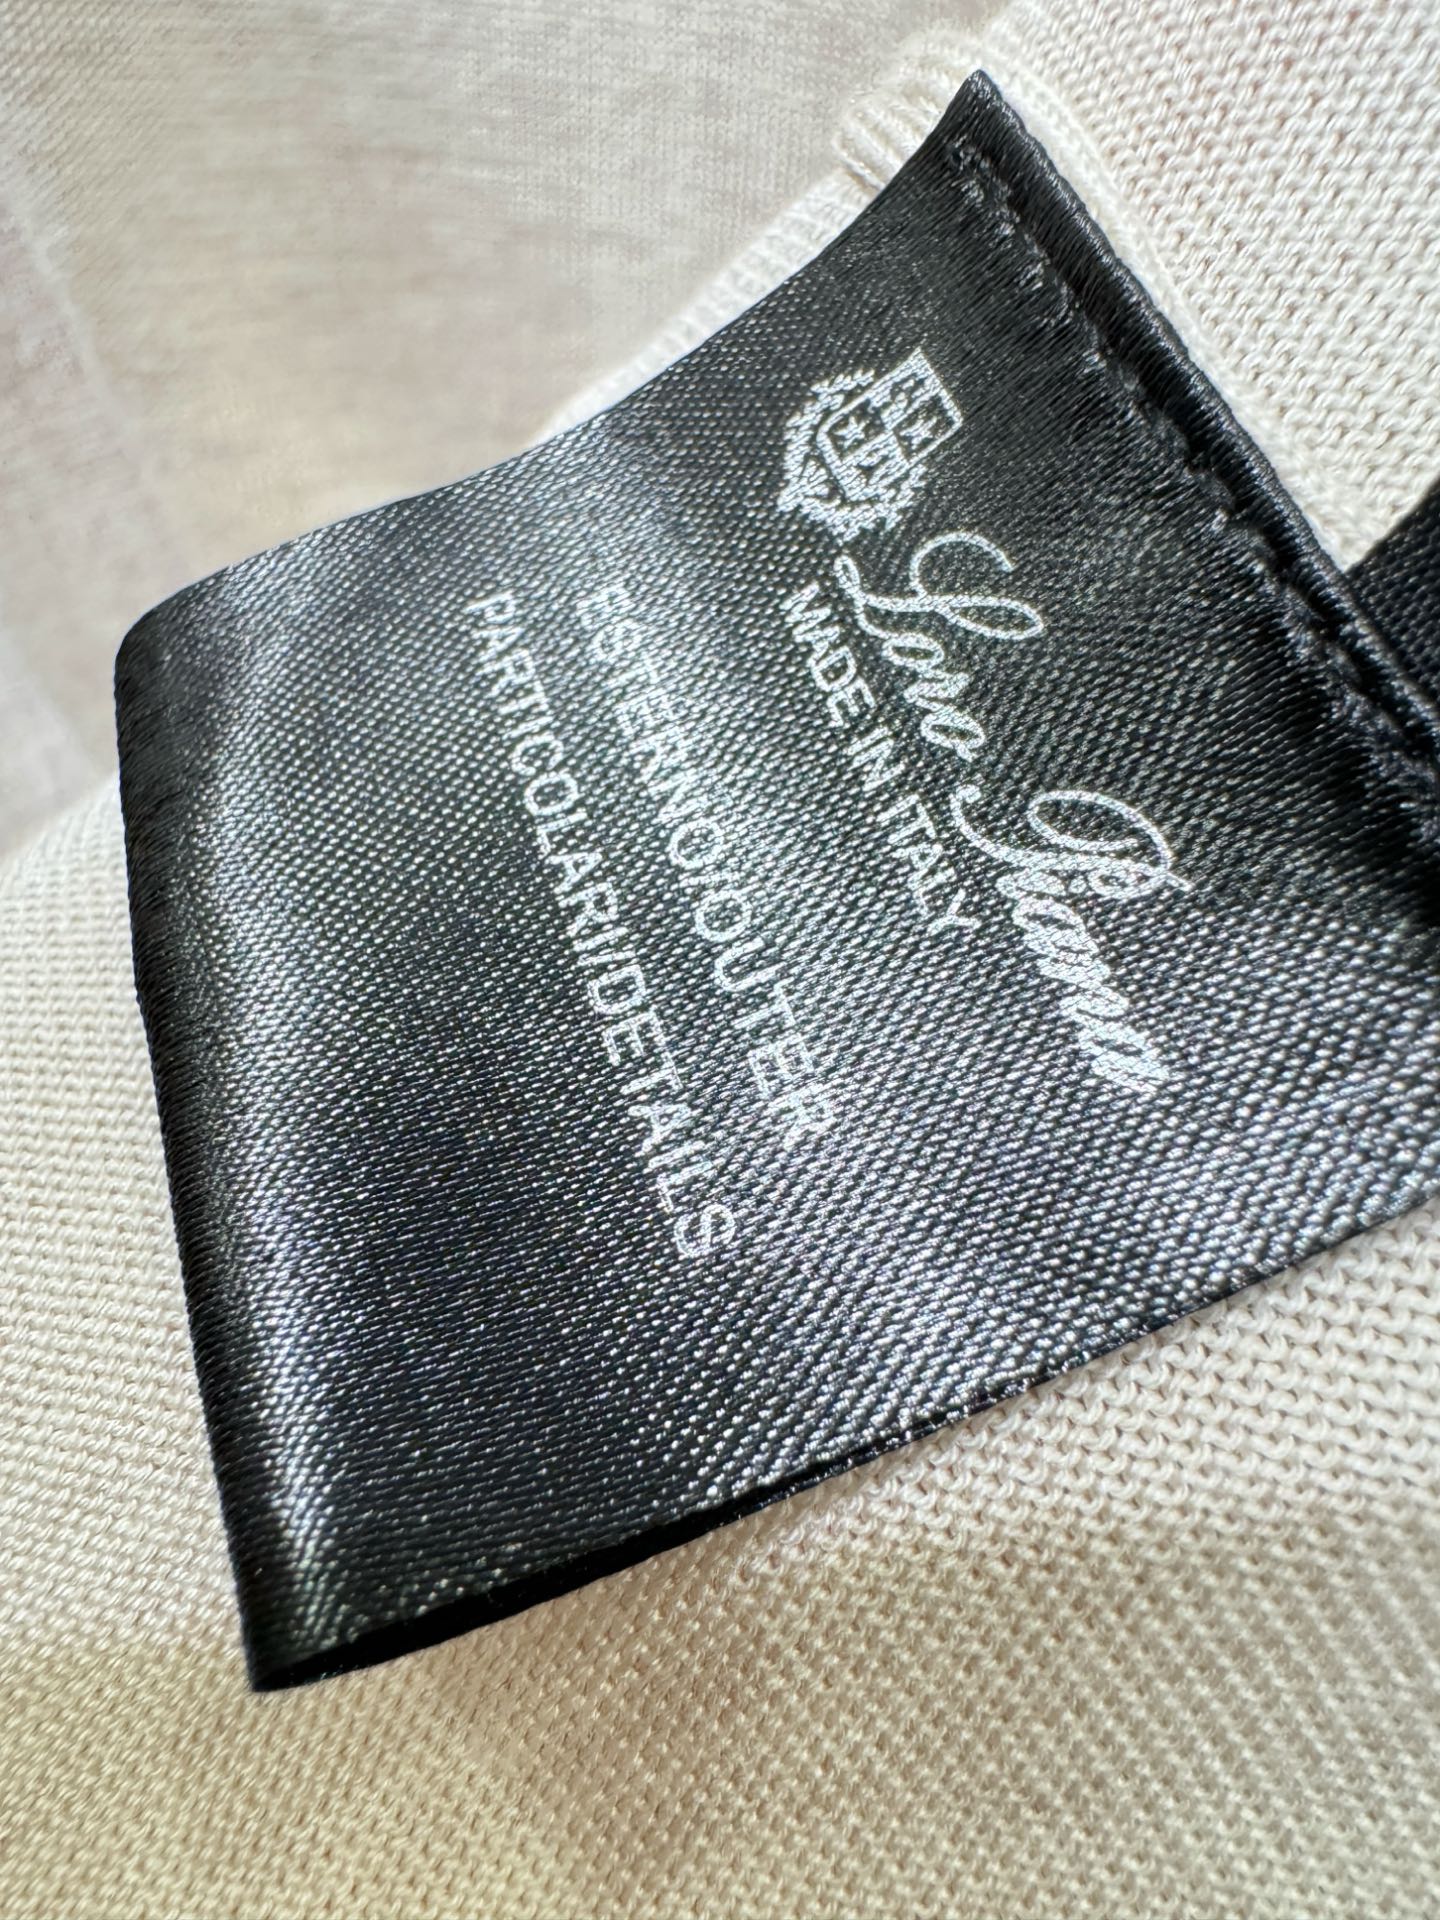 Loro Piana
MADE IN ITALY
ESTERNO/OUTER
PARTICOLARI/DETAILS